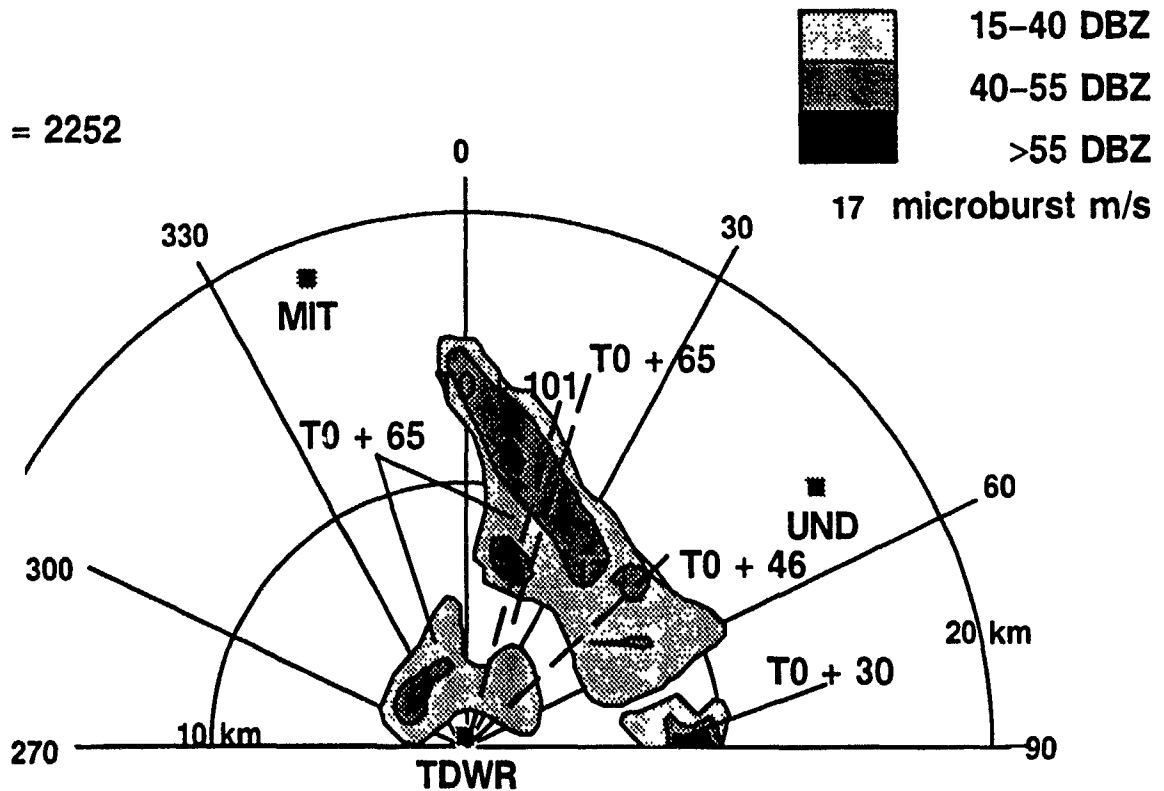 15–40 DBZ
40–55 DBZ
>55 DBZ
17 microburst m/s
= 2252
0
330
30
MIT
T0 + 65
101
T0 + 65
60
UND
300
T0 + 46
20 km
T0 + 30
10 km
270
90
TDWR